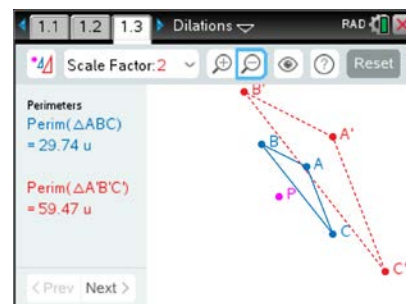 1.1 1.2 1.3 Dilations RAD
Scale Factor:2 Reset
Perimeters
Perim(△ABC)
= 29.74 u
Perim(△A'B'C')
= 59.47 u
B'
A'
B
A
P
C
C'
< Prev Next >